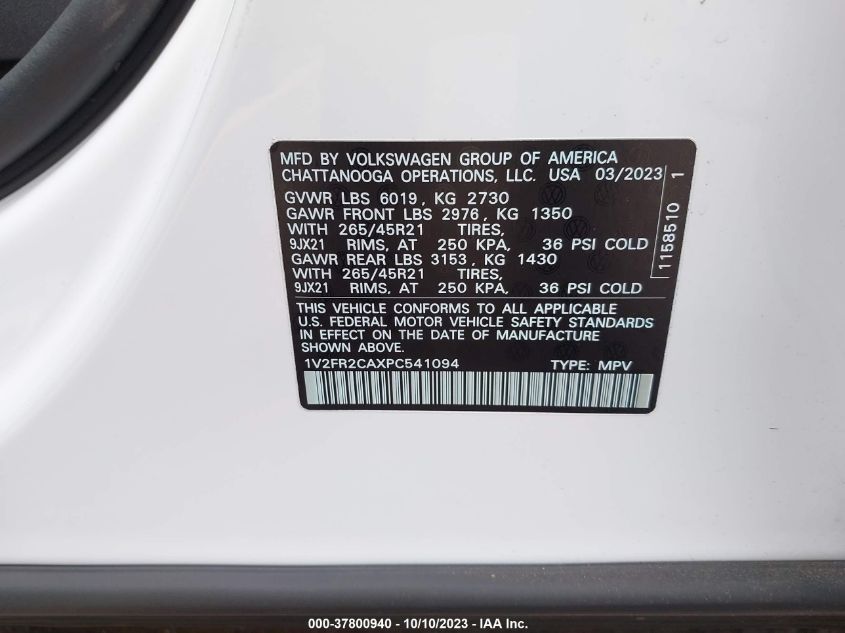 MFD BY VOLKSWAGEN GROUP OF AMERICA
CHATTANOOGA OPERATIONS, LLC. USA 03/2023
GVWR LBS 6019, KG 2730
GAWR FRONT LBS 2976, KG 1350
WITH 265/45R21 TIRES,
9JX21 RIMS, AT 250 KPA, 36 PSI COLD
GAWR REAR LBS 3153, KG 1430
WITH 265/45R21 TIRES,
9JX21 RIMS, AT 250 KPA, 36 PSI COLD
1158510 1
THIS VEHICLE CONFORMS TO ALL APPLICABLE
U.S. FEDERAL MOTOR VEHICLE SAFETY STANDARDS
IN EFFECT ON THE DATE OF MANUFACTURE
SHOWN ABOVE.
1V2FR2CAXPC541094 TYPE: MPV
000-37800940 - 10/10/2023 - IAA Inc.